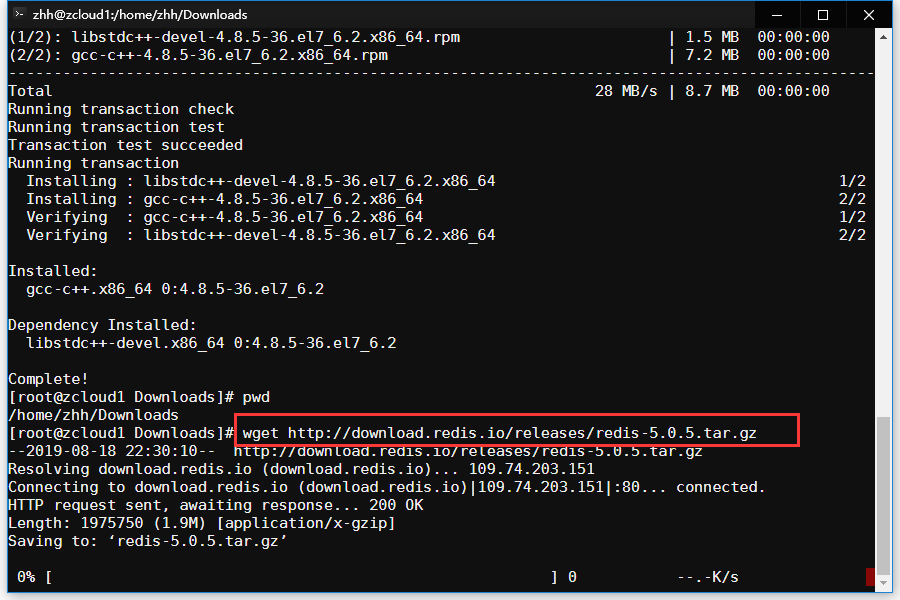 zhh@zcloud1:/home/zhh/Downloads
(1/2): libstdc++-devel-4.8.5-36.el7_6.2.x86_64.rpm | 1.5 MB 00:00:00
(2/2): gcc-c++-4.8.5-36.el7_6.2.x86_64.rpm | 7.2 MB 00:00:00
--------------------------------------------------------------------------------
Total 28 MB/s | 8.7 MB 00:00:00
Running transaction check
Running transaction test
Transaction test succeeded
Running transaction
Installing : libstdc++-devel-4.8.5-36.el7_6.2.x86_64 1/2
Installing : gcc-c++-4.8.5-36.el7_6.2.x86_64 2/2
Verifying : gcc-c++-4.8.5-36.el7_6.2.x86_64 1/2
Verifying : libstdc++-devel-4.8.5-36.el7_6.2.x86_64 2/2
Installed:
gcc-c++.x86_64 0:4.8.5-36.el7_6.2
Dependency Installed:
libstdc++-devel.x86_64 0:4.8.5-36.el7_6.2
Complete!
[root@zcloud1 Downloads]# pwd
/home/zhh/Downloads
[root@zcloud1 Downloads]# wget http://download.redis.io/releases/redis-5.0.5.tar.gz
--2019-08-18 22:30:10-- http://download.redis.io/releases/redis-5.0.5.tar.gz
Resolving download.redis.io (download.redis.io)... 109.74.203.151
Connecting to download.redis.io (download.redis.io)|109.74.203.151|:80... connected.
HTTP request sent, awaiting response... 200 OK
Length: 1975750 (1.9M) [application/x-gzip]
Saving to: ‘redis-5.0.5.tar.gz’
0% [ ] 0 --.-K/s